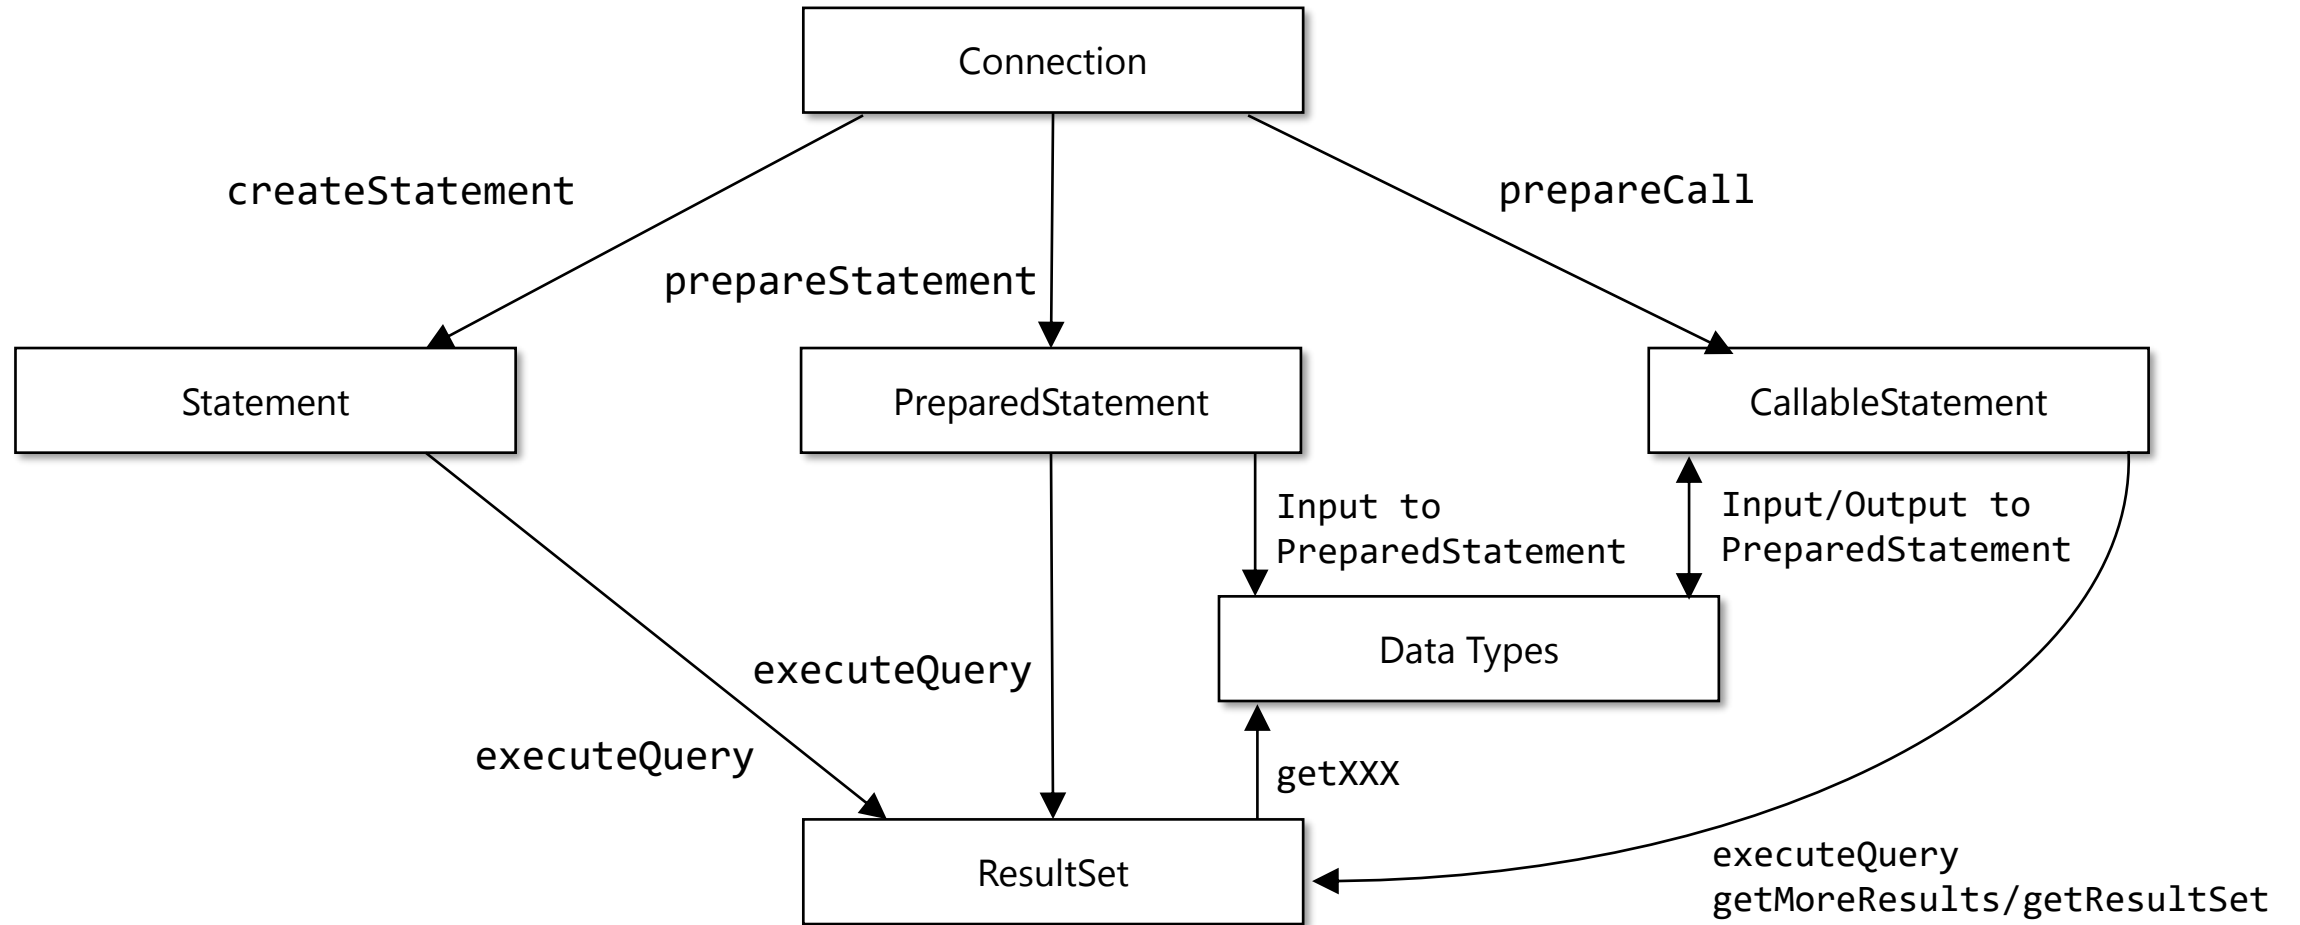 Connection
createStatement
prepareCall
prepareStatement
Statement
PreparedStatement
CallableStatement
Input to
PreparedStatement
Input/Output to
PreparedStatement
Data Types
executeQuery
executeQuery
getXXX
ResultSet
executeQuery
getMoreResults/getResultSet